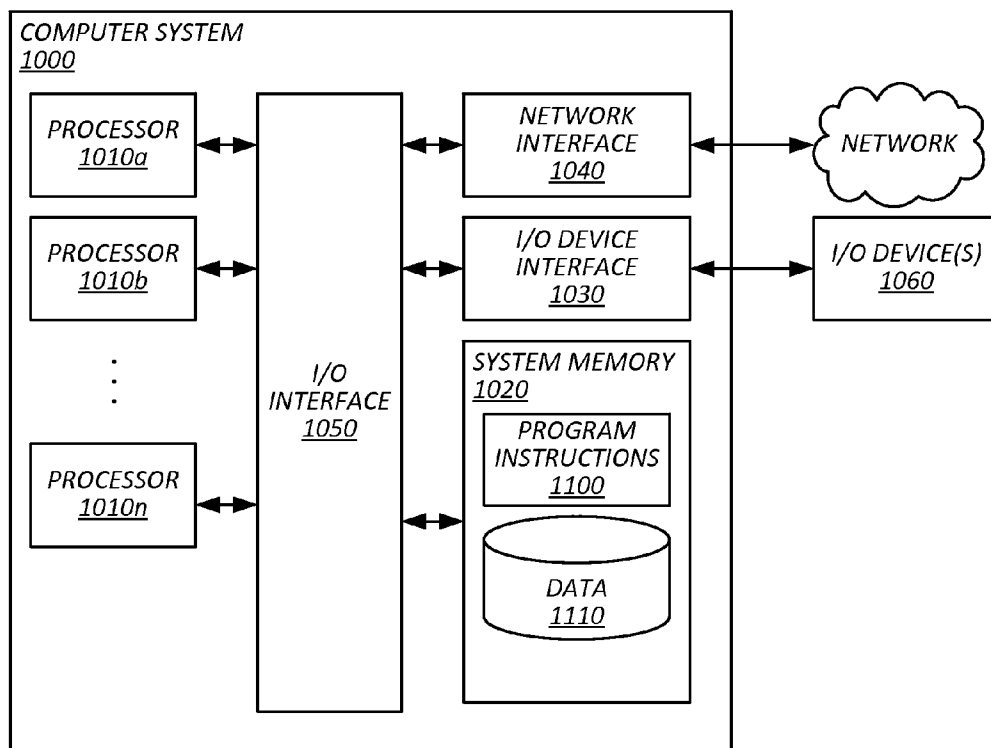 COMPUTER SYSTEM
1000
PROCESSOR
1010a
PROCESSOR
1010b
PROCESSOR
1010n
I/O
INTERFACE
1050
NETWORK
INTERFACE
1040
I/O DEVICE
INTERFACE
1030
SYSTEM MEMORY
1020
PROGRAM
INSTRUCTIONS
1100
DATA
1110
NETWORK
I/O DEVICE(S)
1060